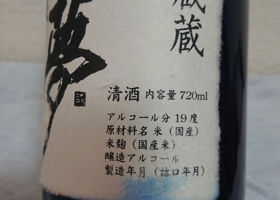 蔵
夢
清酒 内容量 720ml
アルコール分 19度
原材料名 米（国産）
米麹（国産米）
醸造アルコール
製造年月（詰口年月）